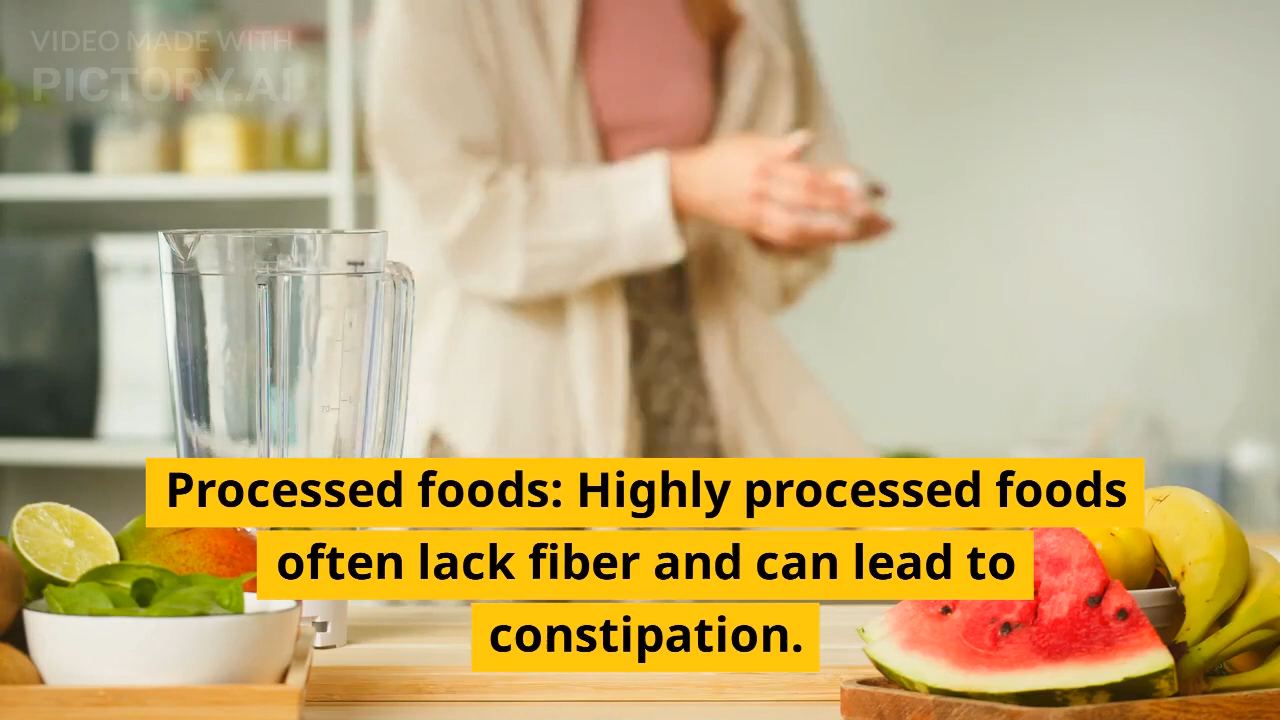 VIDEO MADE WITH
PICTORY.AI
Processed foods: Highly processed foods
often lack fiber and can lead to
constipation.